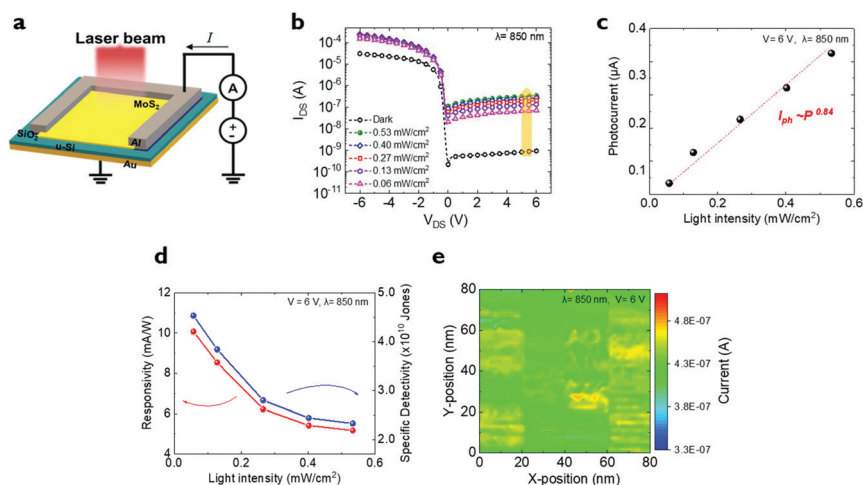 a
Laser beam
I
A
MoS2
SiO2
Al
u-Si
Au
b
λ= 850 nm
10-4
10-5
10-6
10-7
10-8
10-9
10-10
10-11
IDS (A)
Dark
0.53 mW/cm2
0.40 mW/cm2
0.27 mW/cm2
0.13 mW/cm2
0.06 mW/cm2
-6 -4 -2 0 2 4 6
VDS (V)
c
V= 6 V, λ= 850 nm
0.4
0.3
0.2
0.1
Photocurrent (μA)
Iph ~P 0.84
0.0 0.2 0.4 0.6
Light intensity (mW/cm2)
d
V = 6 V, λ= 850 nm
12
10
8
6
4
Responsivity (mA/W)
5.0
4.0
3.0
2.0
Specific Detectivity (x 1010 Jones)
0.0 0.1 0.2 0.3 0.4 0.5 0.6
Light intensity (mW/cm2)
e
λ= 850 nm, V= 6 V
80
60
40
20
0
Y-position (nm)
0 20 40 60 80
X-position (nm)
4.8E-07
4.3E-07
3.8E-07
3.3E-07
Current (A)